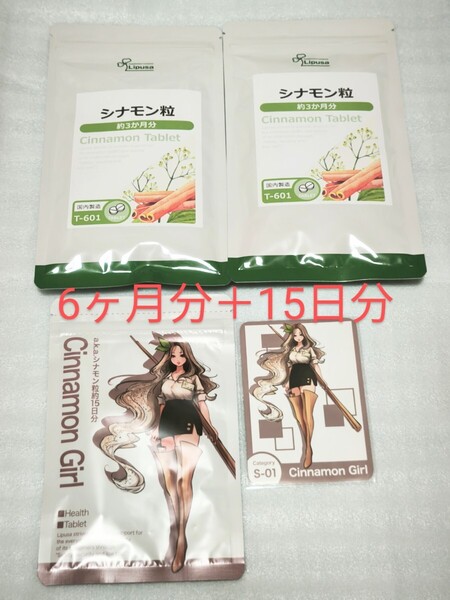 Lipusa
シナモン粒
約3か月分
Cinnamon Tablet
国内製造
T-601
Lipusa
シナモン粒
約3か月分
Cinnamon Tablet
国内製造
T-601
6ヶ月分＋15日分
a.k.a.シナモン粒約15日分
Cinnamon Girl
■Health
■Tablet
Category
S-01
Cinnamon Girl